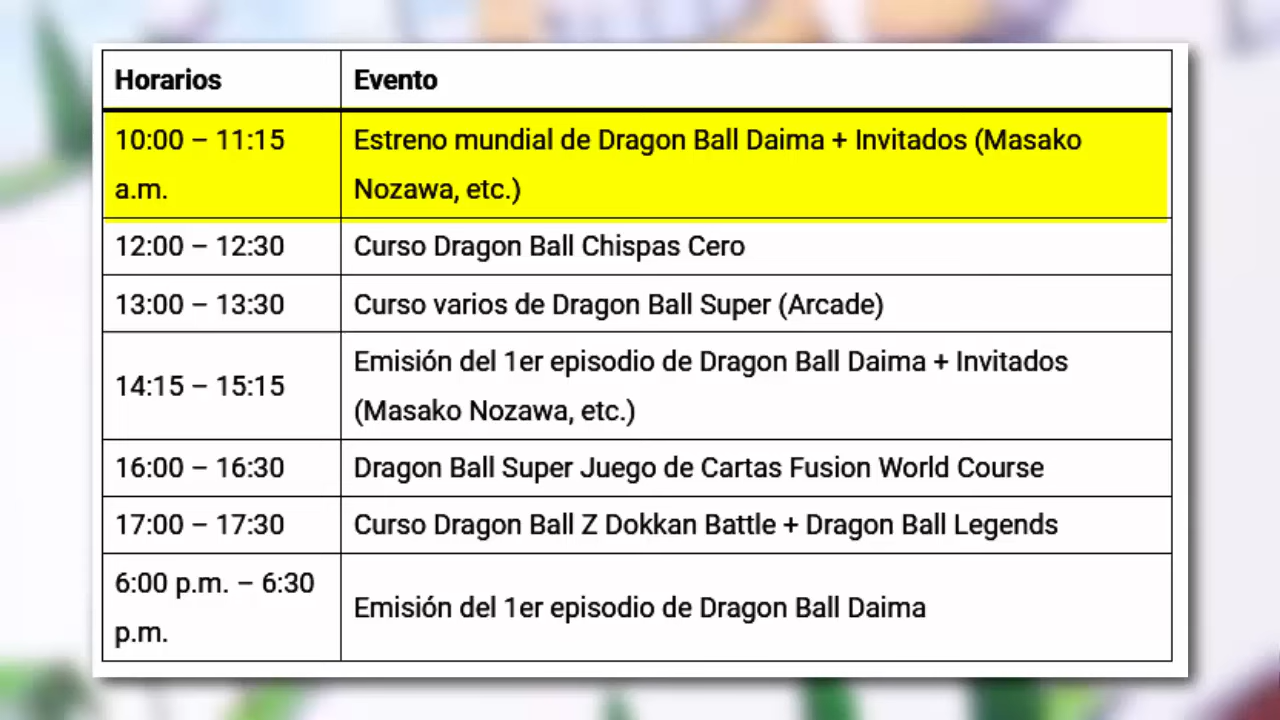 Horarios Evento
10:00 – 11:15 Estreno mundial de Dragon Ball Daima + Invitados (Masako
a.m. Nozawa, etc.)
12:00 – 12:30 Curso Dragon Ball Chispas Cero
13:00 – 13:30 Curso varios de Dragon Ball Super (Arcade)
14:15 – 15:15 Emisión del 1er episodio de Dragon Ball Daima + Invitados
(Masako Nozawa, etc.)
16:00 – 16:30 Dragon Ball Super Juego de Cartas Fusion World Course
17:00 – 17:30 Curso Dragon Ball Z Dokkan Battle + Dragon Ball Legends
6:00 p.m. – 6:30
p.m. Emisión del 1er episodio de Dragon Ball Daima